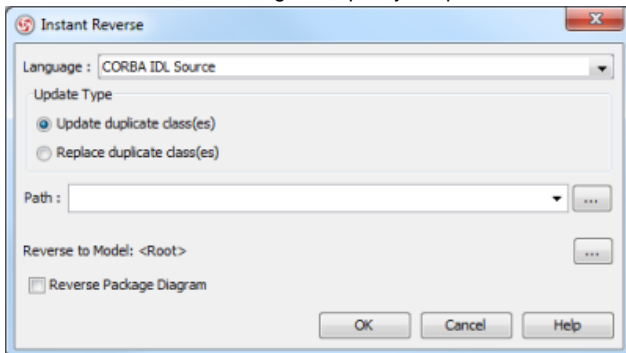 Instant Reverse
Language : CORBA IDL Source
Update Type
Update duplicate class(es)
Replace duplicate class(es)
Path : ...
Reverse to Model: <Root> ...
Reverse Package Diagram
OK Cancel Help